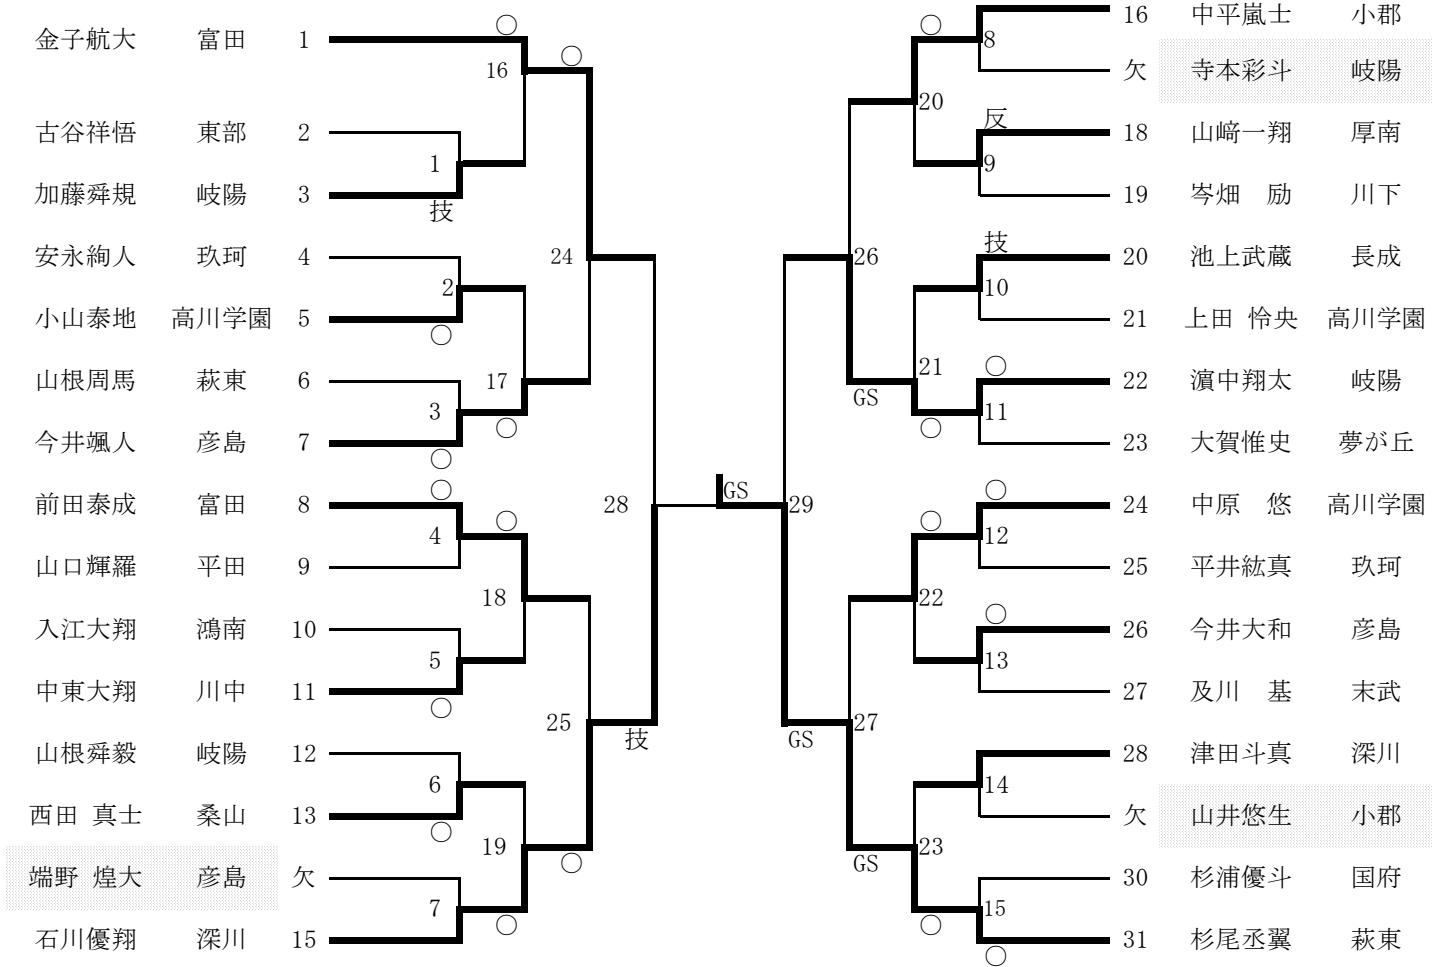 金子航大 富田 1
古谷祥悟 東部 2
加藤舜規 岐陽 3
安永絢人 玖珂 4
小山泰地 高川学園 5
山根周馬 萩東 6
今井颯人 彦島 7
前田泰成 富田 8
山口輝羅 平田 9
入江大翔 鴻南 10
中東大翔 川中 11
山根舜毅 岐陽 12
西田 真士 桑山 13
端野 煌大 彦島 欠
石川優翔 深川 15
1
技
2
○
3
○
○
4
5
○
6
○
7
○
16
17
○
○
18
19
○
○
24
25
○
28
技
GS
29
GS
26
GS
27
GS
○
20
21
○
○
22
23
○
8
反
9
技
10
○
11
○
12
○
13
14
15
○
16 中平嵐士 小郡
欠 寺本彩斗 岐陽
18 山﨑一翔 厚南
19 岑畑 励 川下
20 池上武蔵 長成
21 上田 怜央 高川学園
22 濵中翔太 岐陽
23 大賀惟史 夢が丘
24 中原 悠 高川学園
25 平井紘真 玖珂
26 今井大和 彦島
27 及川 基 末武
28 津田斗真 深川
欠 山井悠生 小郡
30 杉浦優斗 国府
31 杉尾丞翼 萩東